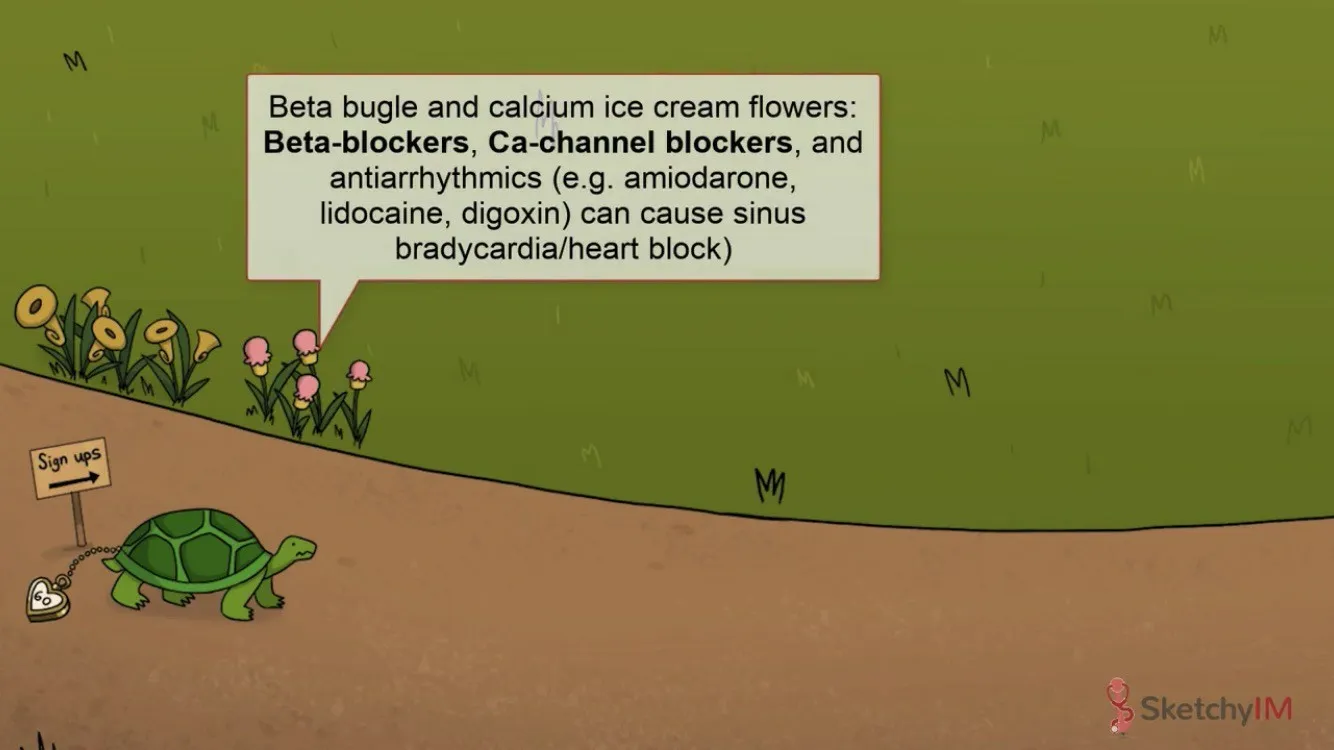 Beta bugle and calcium ice cream flowers:
Beta-blockers, Ca-channel blockers, and
antiarrhythmics (e.g. amiodarone,
lidocaine, digoxin) can cause sinus
bradycardia/heart block)
Sign ups
60
SketchyIM